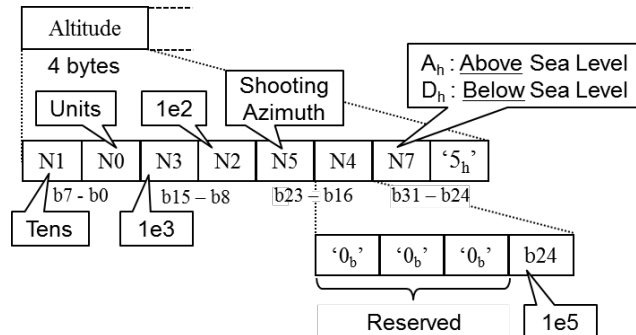 Altitude
4 bytes
Units
1e2
Shooting
Azimuth
Aₕ : Above Sea Level
Dₕ : Below Sea Level
N1 N0 N3 N2 N5 N4 N7 ‘5ₕ’
b7 - b0 b15 – b8 b23 – b16 b31 – b24
Tens
1e3
‘0b’ ‘0b’ ‘0b’ b24
Reserved
1e5